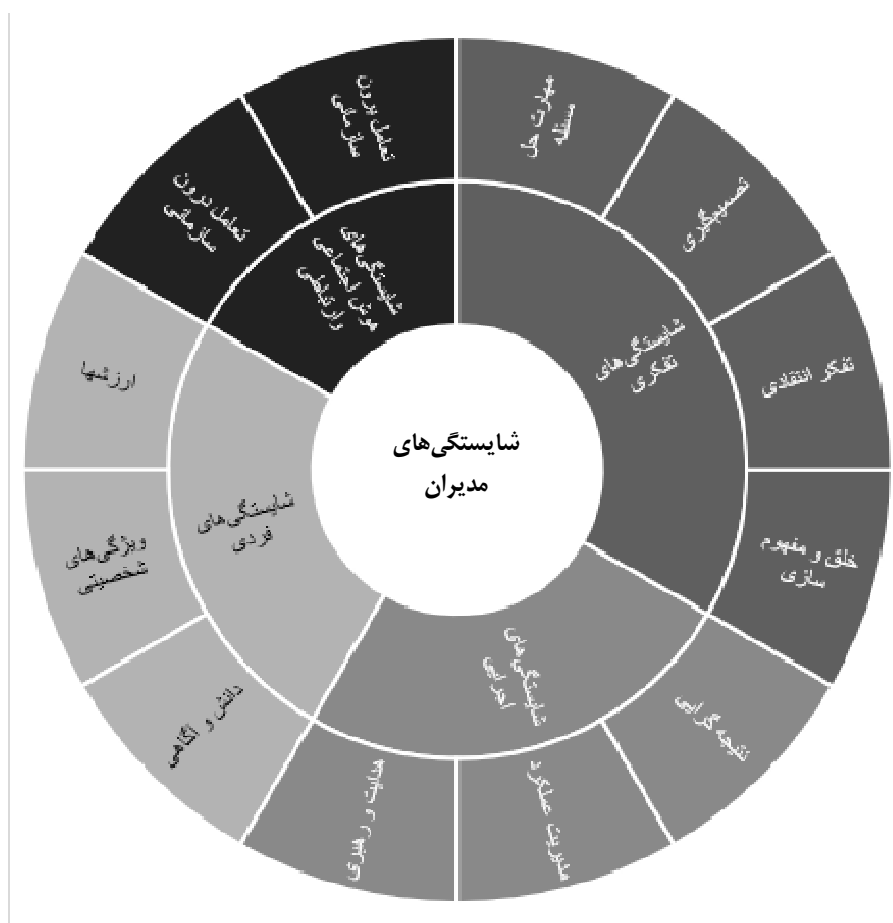 شایستگی‌های
مدیران
شایستگی‌های
تفکری
مهارت حل
مسئله
تصمیم‌گیری
تفکر انتقادی
خلق و مفهوم
سازی
شایستگی‌های
اجرایی
نتیجه گرایی
مدیریت عملکرد
هدایت و رهبری
شایستگی‌های
فردی
دانش و آگاهی
ویژگی‌های
شخصیتی
ارزشها
شایستگی‌های
هوش اجتماعی
وارتباطی
تعامل درون
سازمانی
تعامل برون
سازمانی